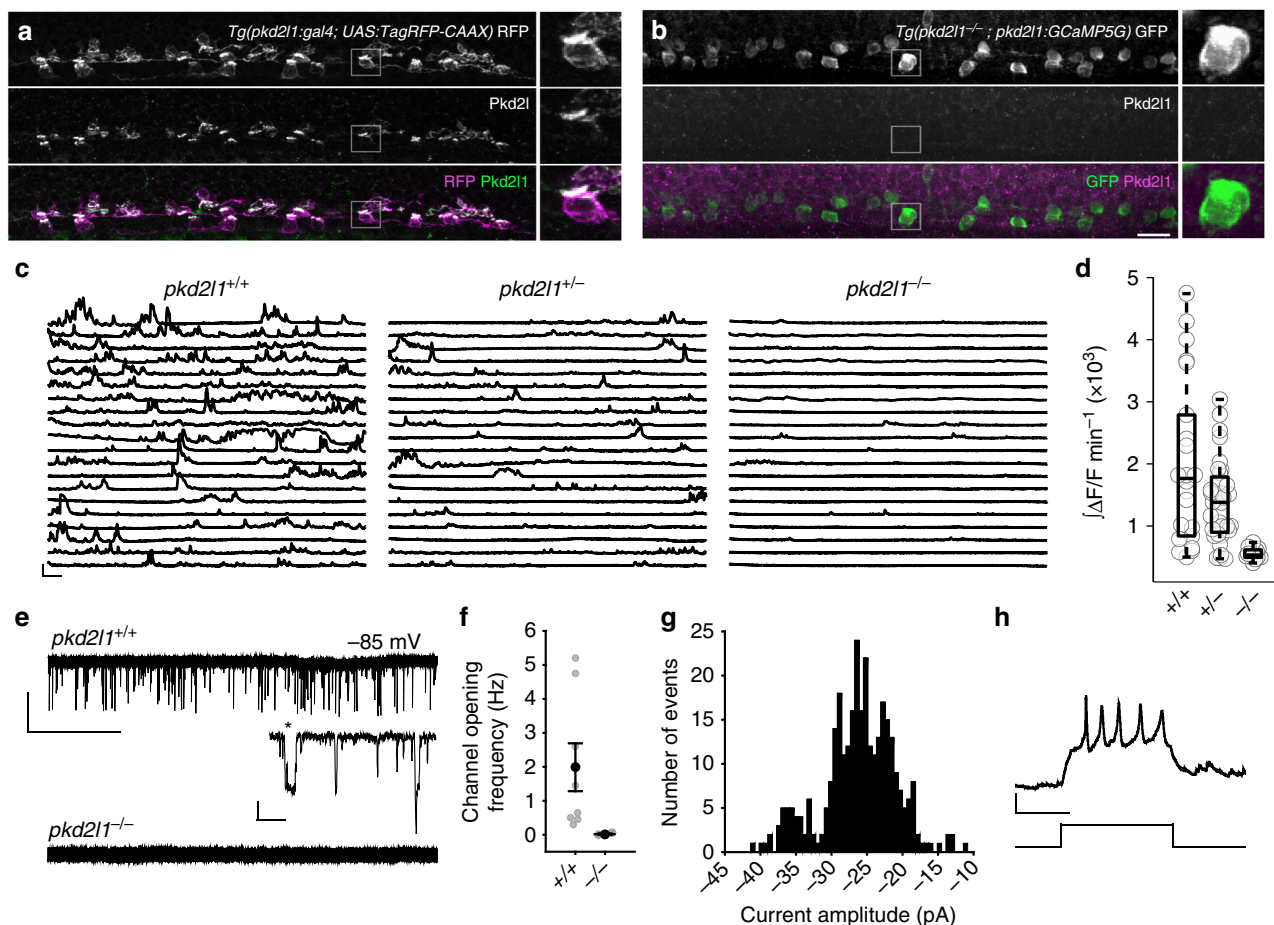 a
Tg(pkd2l1:gal4; UAS:TagRFP-CAAX) RFP
Pkd2l
RFP Pkd2l1
b
Tg(pkd2l1–/– ; pkd2l1:GCaMP5G) GFP
Pkd2l1
GFP Pkd2l1
c
pkd2l1+/+
pkd2l1+/–
pkd2l1–/–
d
∫ΔF/F min–1 (×103)
5
4
3
2
1
+/+
+/–
–/–
e
pkd2l1+/+
–85 mV
*
pkd2l1–/–
f
Channel opening
frequency (Hz)
6
5
4
3
2
1
0
+/+
–/–
g
Number of events
25
20
15
10
5
0
–45
–40
–35
–30
–25
–20
–15
–10
Current amplitude (pA)
h